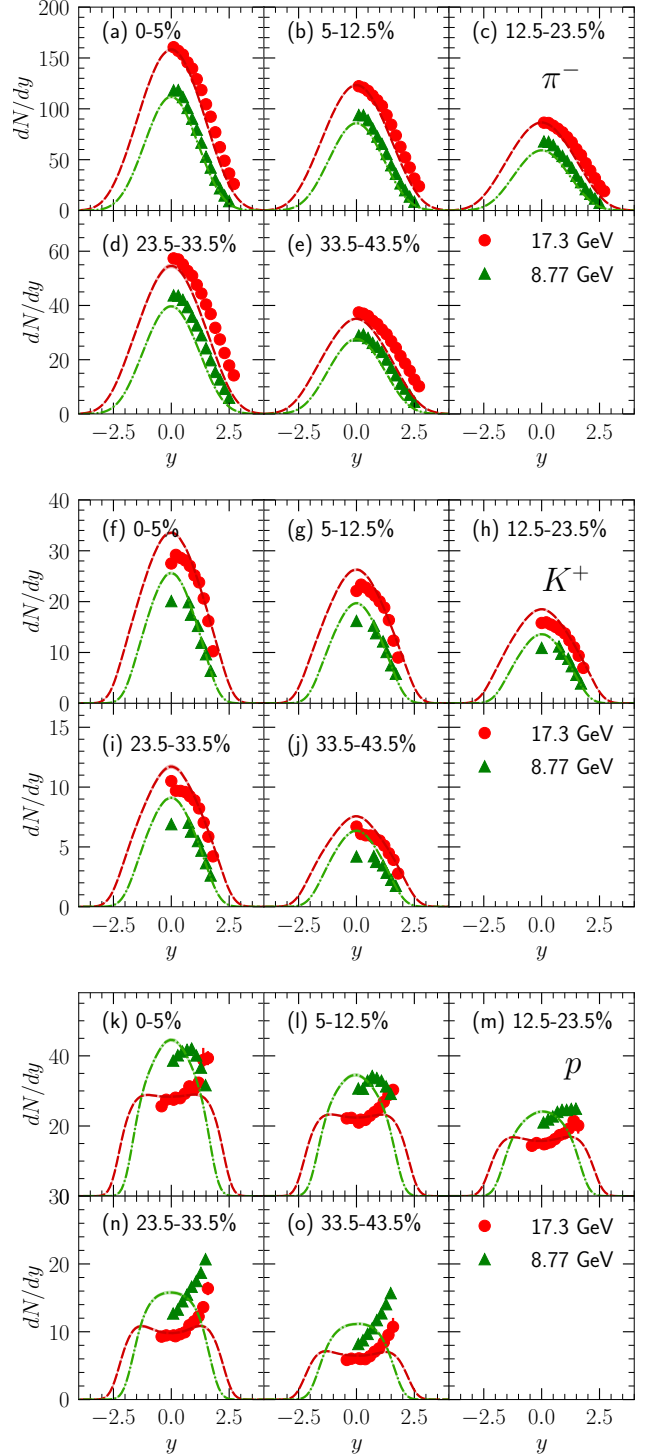 200
150
100
50
0
dN/dy
(a) 0-5%
(b) 5-12.5%
(c) 12.5-23.5%
π⁻
60
40
20
0
dN/dy
(d) 23.5-33.5%
(e) 33.5-43.5%
17.3 GeV
8.77 GeV
−2.5 0.0 2.5
−2.5 0.0 2.5
−2.5 0.0 2.5
y
y
y
40
30
20
10
0
dN/dy
(f) 0-5%
(g) 5-12.5%
(h) 12.5-23.5%
K⁺
15
10
5
0
dN/dy
(i) 23.5-33.5%
(j) 33.5-43.5%
17.3 GeV
8.77 GeV
−2.5 0.0 2.5
−2.5 0.0 2.5
−2.5 0.0 2.5
y
y
y
40
20
dN/dy
(k) 0-5%
(l) 5-12.5%
(m) 12.5-23.5%
p
30
20
10
0
dN/dy
(n) 23.5-33.5%
(o) 33.5-43.5%
17.3 GeV
8.77 GeV
−2.5 0.0 2.5
−2.5 0.0 2.5
−2.5 0.0 2.5
y
y
y